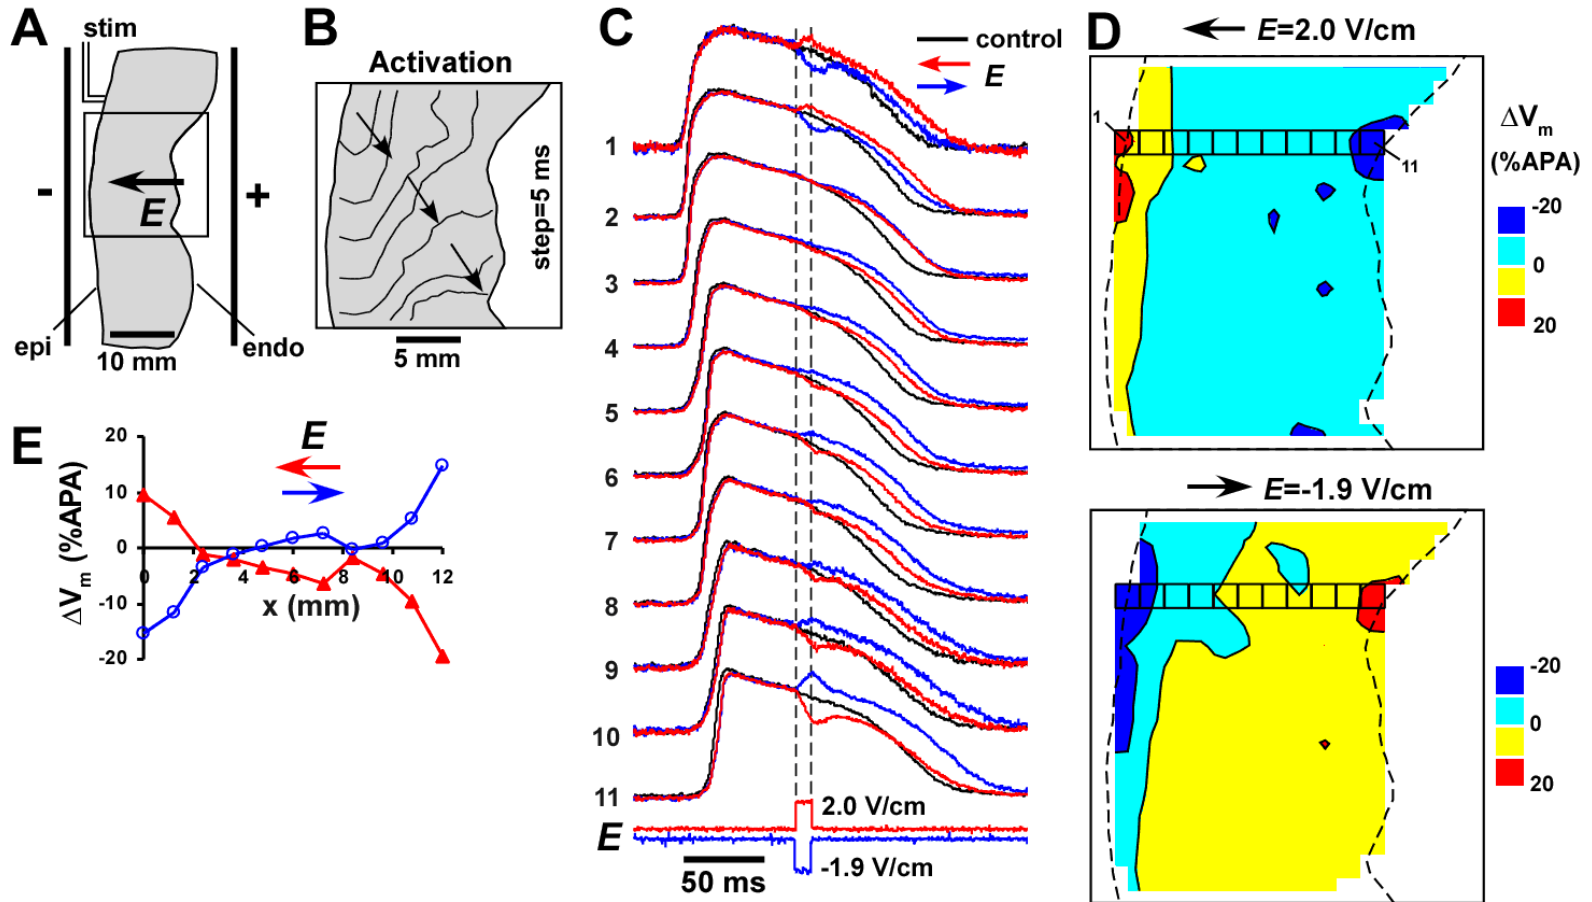 A
stim
-
E
+
epi
10 mm
endo
B
Activation
step=5 ms
5 mm
C
control
E
1
2
3
4
5
6
7
8
9
10
11
E
2.0 V/cm
-1.9 V/cm
50 ms
D
E=2.0 V/cm
1
11
ΔVm
(%APA)
-20
0
20
E=-1.9 V/cm
-20
0
20
E
E
ΔVm (%APA)
20
10
0
-10
-20
0 2 4 6 8 10 12
x (mm)